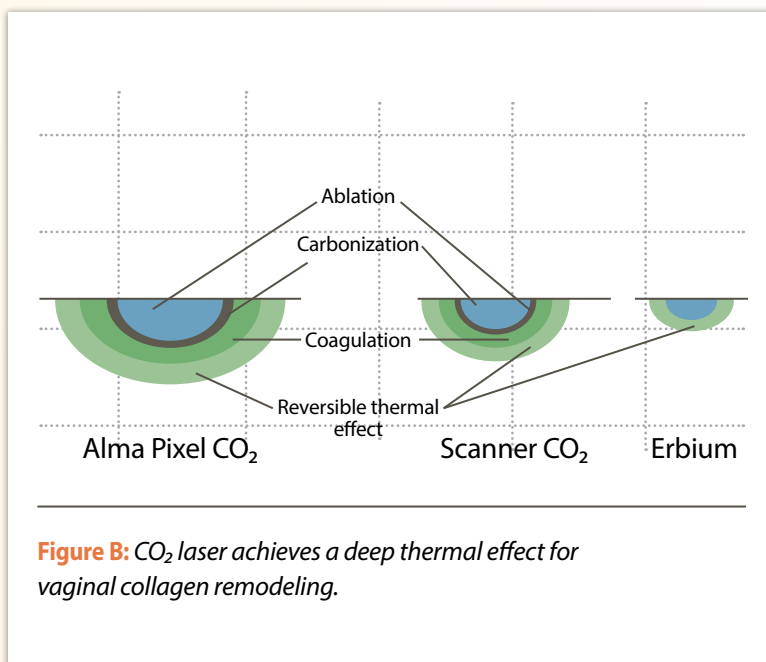 Ablation
Carbonization
Coagulation
Reversible thermal
effect
Alma Pixel CO₂
Scanner CO₂
Erbium
Figure B: CO₂ laser achieves a deep thermal effect for
vaginal collagen remodeling.